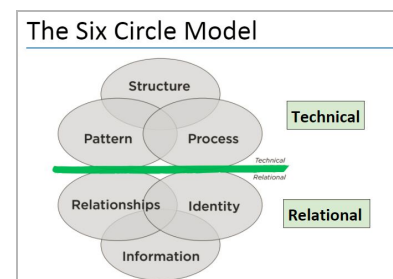 The Six Circle Model
Structure
Technical
Pattern
Process
Technical
Relational
Relationships
Identity
Relational
Information